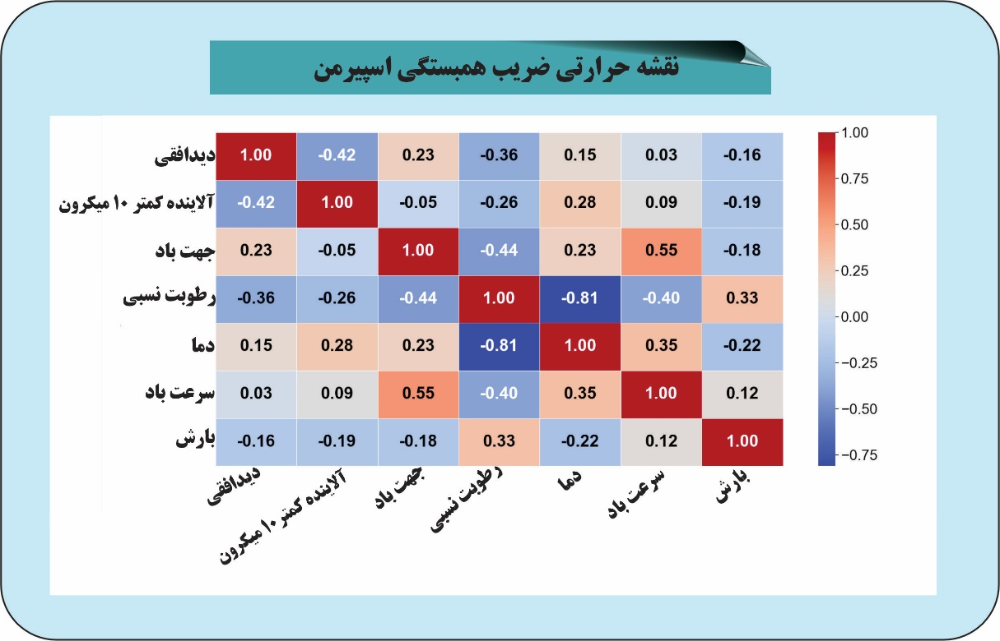 نقشه حرارتی ضریب همبستگی اسپیرمن
دیدافقی 1.00 -0.42 0.23 -0.36 0.15 0.03 -0.16
آلاینده کمتر ۱۰ میکرون -0.42 1.00 -0.05 -0.26 0.28 0.09 -0.19
جهت باد 0.23 -0.05 1.00 -0.44 0.23 0.55 -0.18
رطوبت نسبی -0.36 -0.26 -0.44 1.00 -0.81 -0.40 0.33
دما 0.15 0.28 0.23 -0.81 1.00 0.35 -0.22
سرعت باد 0.03 0.09 0.55 -0.40 0.35 1.00 0.12
بارش -0.16 -0.19 -0.18 0.33 -0.22 0.12 1.00
دیدافقی
آلاینده کمتر ۱۰ میکرون
جهت باد
رطوبت نسبی
دما
سرعت باد
بارش
1.00
0.75
0.50
0.25
0.00
−0.25
−0.50
−0.75